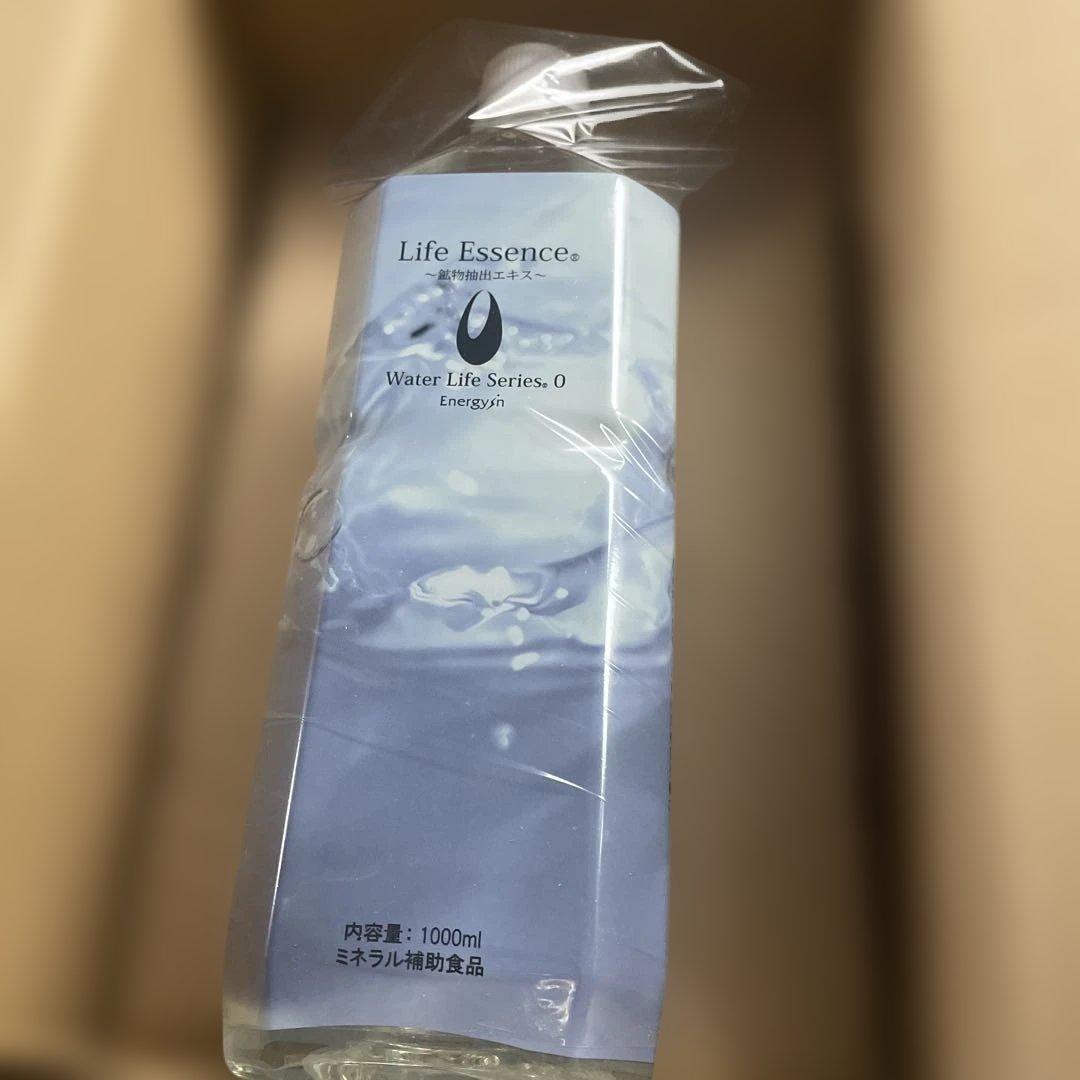 Life Essence®
～鉱物抽出エキス～
Water Life Series® 0
Energysin
内容量：1000ml
ミネラル補助食品